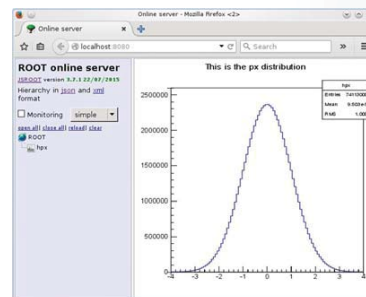 Online server - Mozilla Firefox <2>
Online server
localhost:8080
Search
ROOT online server
JSROOT version 3.7.1 22/07/2015
Hierarchy in json and xml
format
Monitoring simple
open all| close all| reload| clear
ROOT
hpx
This is the px distribution
hpx
Entries
Mean
RMS
2500000
2000000
1500000
1000000
500000
0
-4 -3 -2 -1 0 1 2 3 4